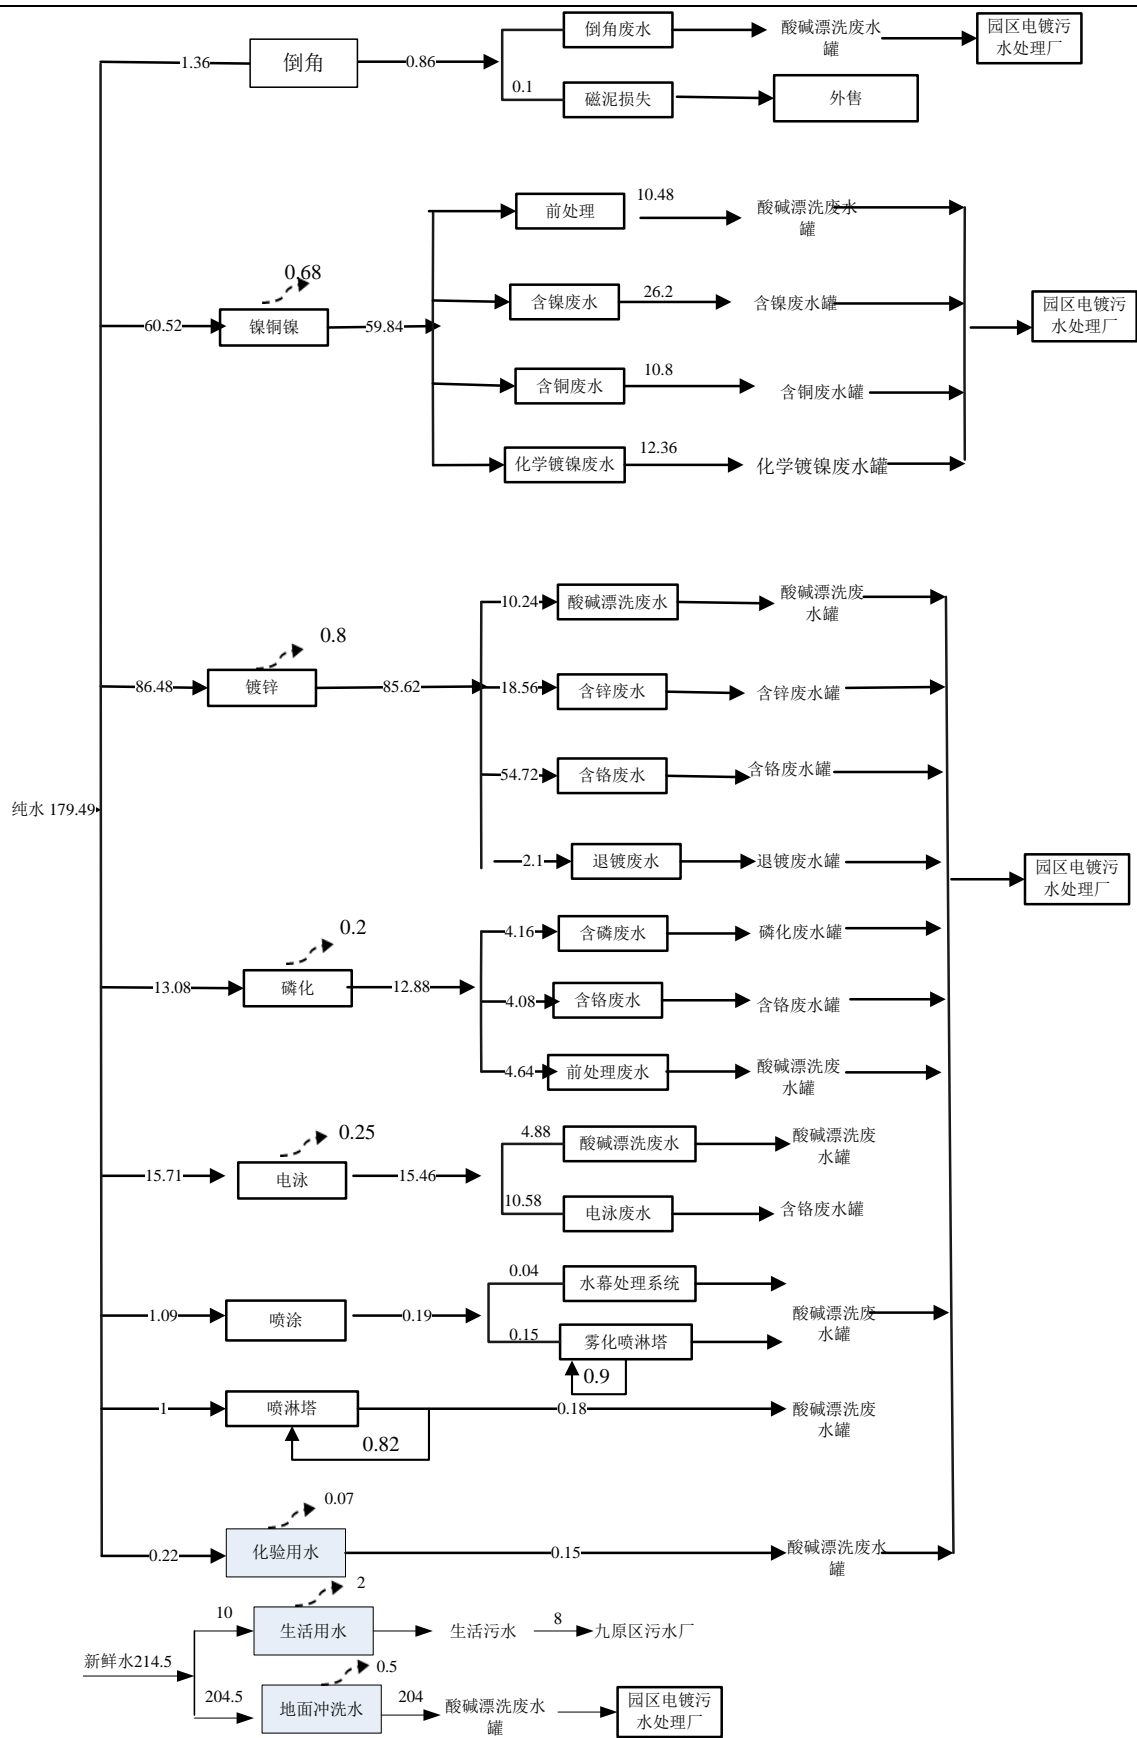 倒角废水
酸碱漂洗废水
罐
园区电镀污
水处理厂
1.36
倒角
0.86
0.1
磁泥损失
外售
10.48
前处理
酸碱漂洗废水
罐
0.68
26.2
含镍废水
含镍废水罐
园区电镀污
水处理厂
60.52
镍铜镍
59.84
10.8
含铜废水
含铜废水罐
12.36
化学镀镍废水
化学镀镍废水罐
10.24
酸碱漂洗废水
酸碱漂洗废
水罐
0.8
86.48
镀锌
85.62
18.56
含锌废水
含锌废水罐
54.72
含铬废水
含铬废水罐
纯水 179.49
2.1
退镀废水
退镀废水罐
园区电镀污
水处理厂
0.2
4.16
含磷废水
磷化废水罐
13.08
磷化
12.88
4.08
含铬废水
含铬废水罐
4.64
前处理废水
酸碱漂洗废
水罐
0.25
4.88
酸碱漂洗废水
酸碱漂洗废
水罐
15.71
电泳
15.46
10.58
电泳废水
含铬废水罐
0.04
水幕处理系统
1.09
喷涂
0.19
酸碱漂洗废
水罐
0.15
雾化喷淋塔
0.9
1
喷淋塔
0.18
酸碱漂洗废
水罐
0.82
0.07
0.22
化验用水
0.15
酸碱漂洗废水
罐
2
10
生活用水
生活污水
8
九原区污水厂
新鲜水214.5
0.5
204.5
地面冲洗水
204
酸碱漂洗废水
罐
园区电镀污
水处理厂